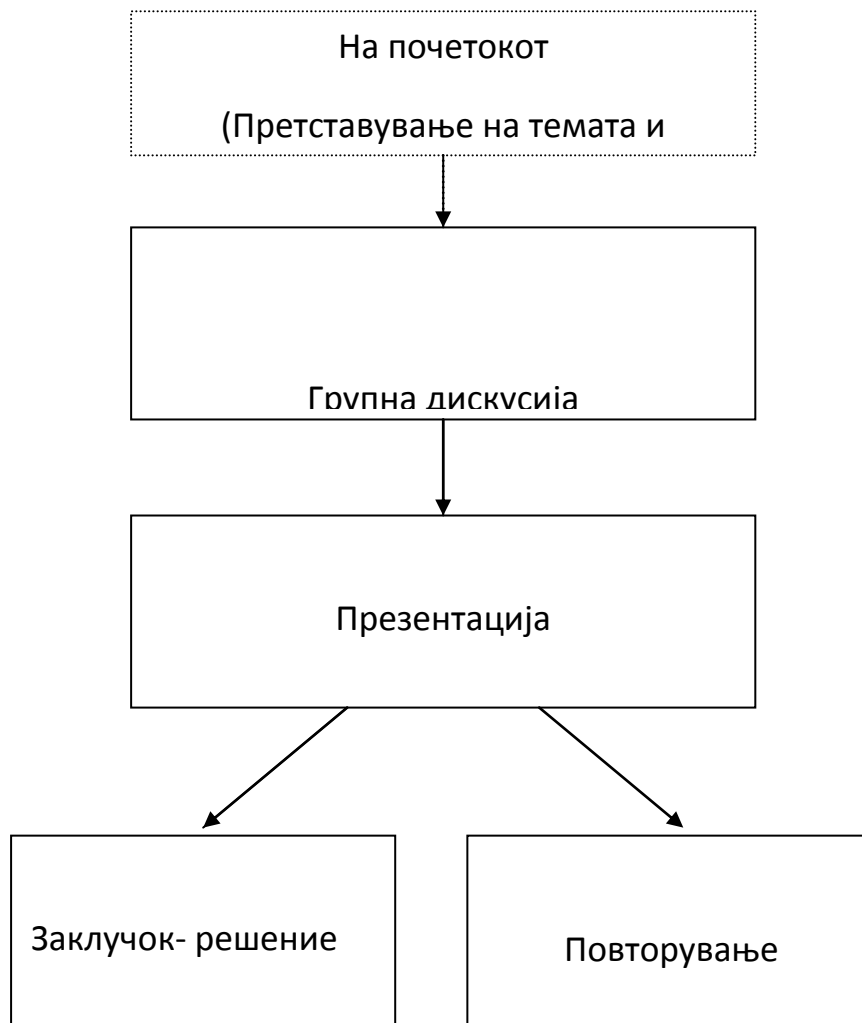 На почетокот
(Претставување на темата и
Групна дискусија
Презентација
Заклучок- решение
Повторување